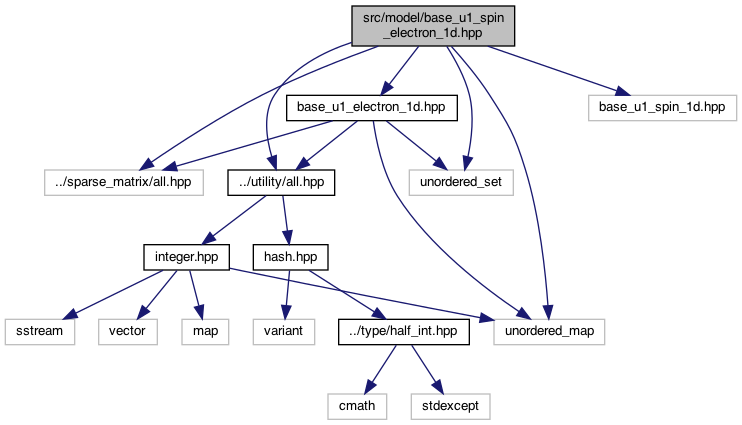 src/model/base_u1_spin
_electron_1d.hpp
base_u1_electron_1d.hpp
base_u1_spin_1d.hpp
../sparse_matrix/all.hpp
../utility/all.hpp
unordered_set
integer.hpp
hash.hpp
sstream
vector
map
variant
../type/half_int.hpp
unordered_map
cmath
stdexcept